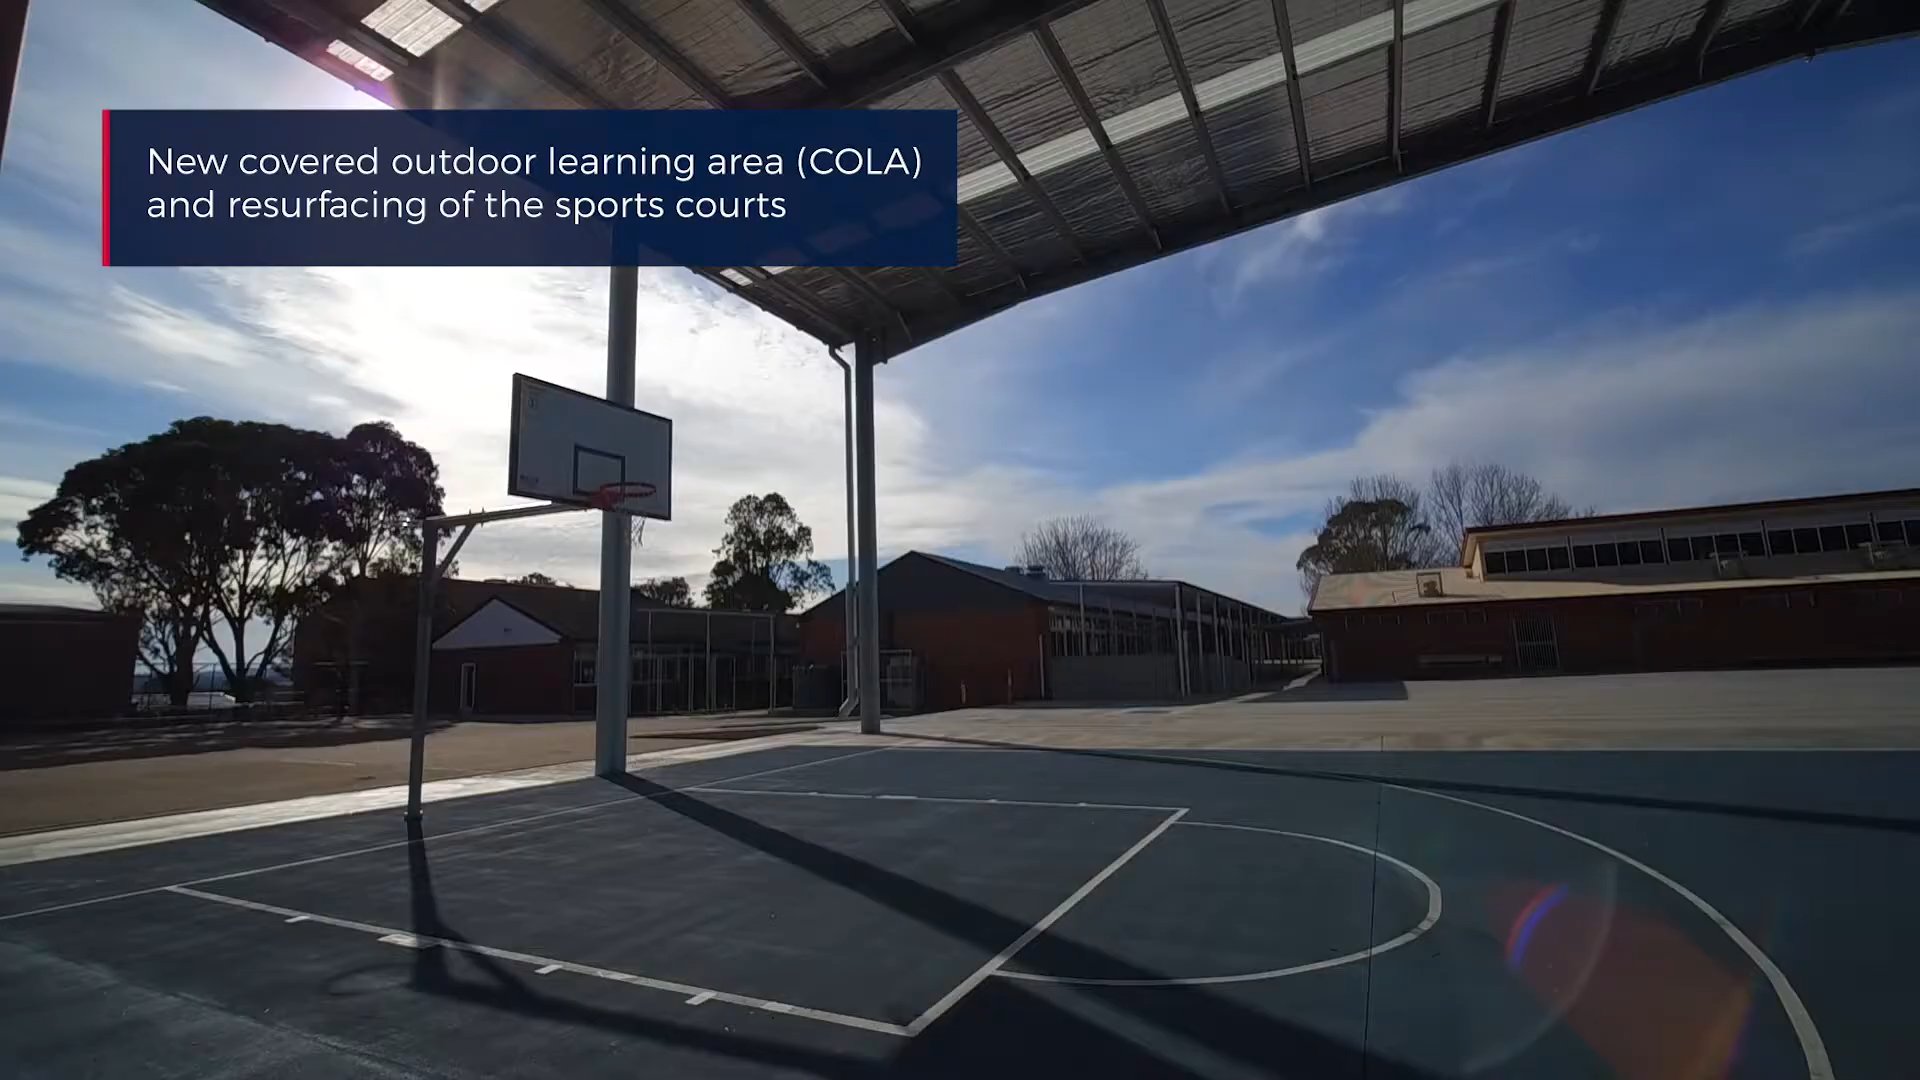 New covered outdoor learning area (COLA)
and resurfacing of the sports courts